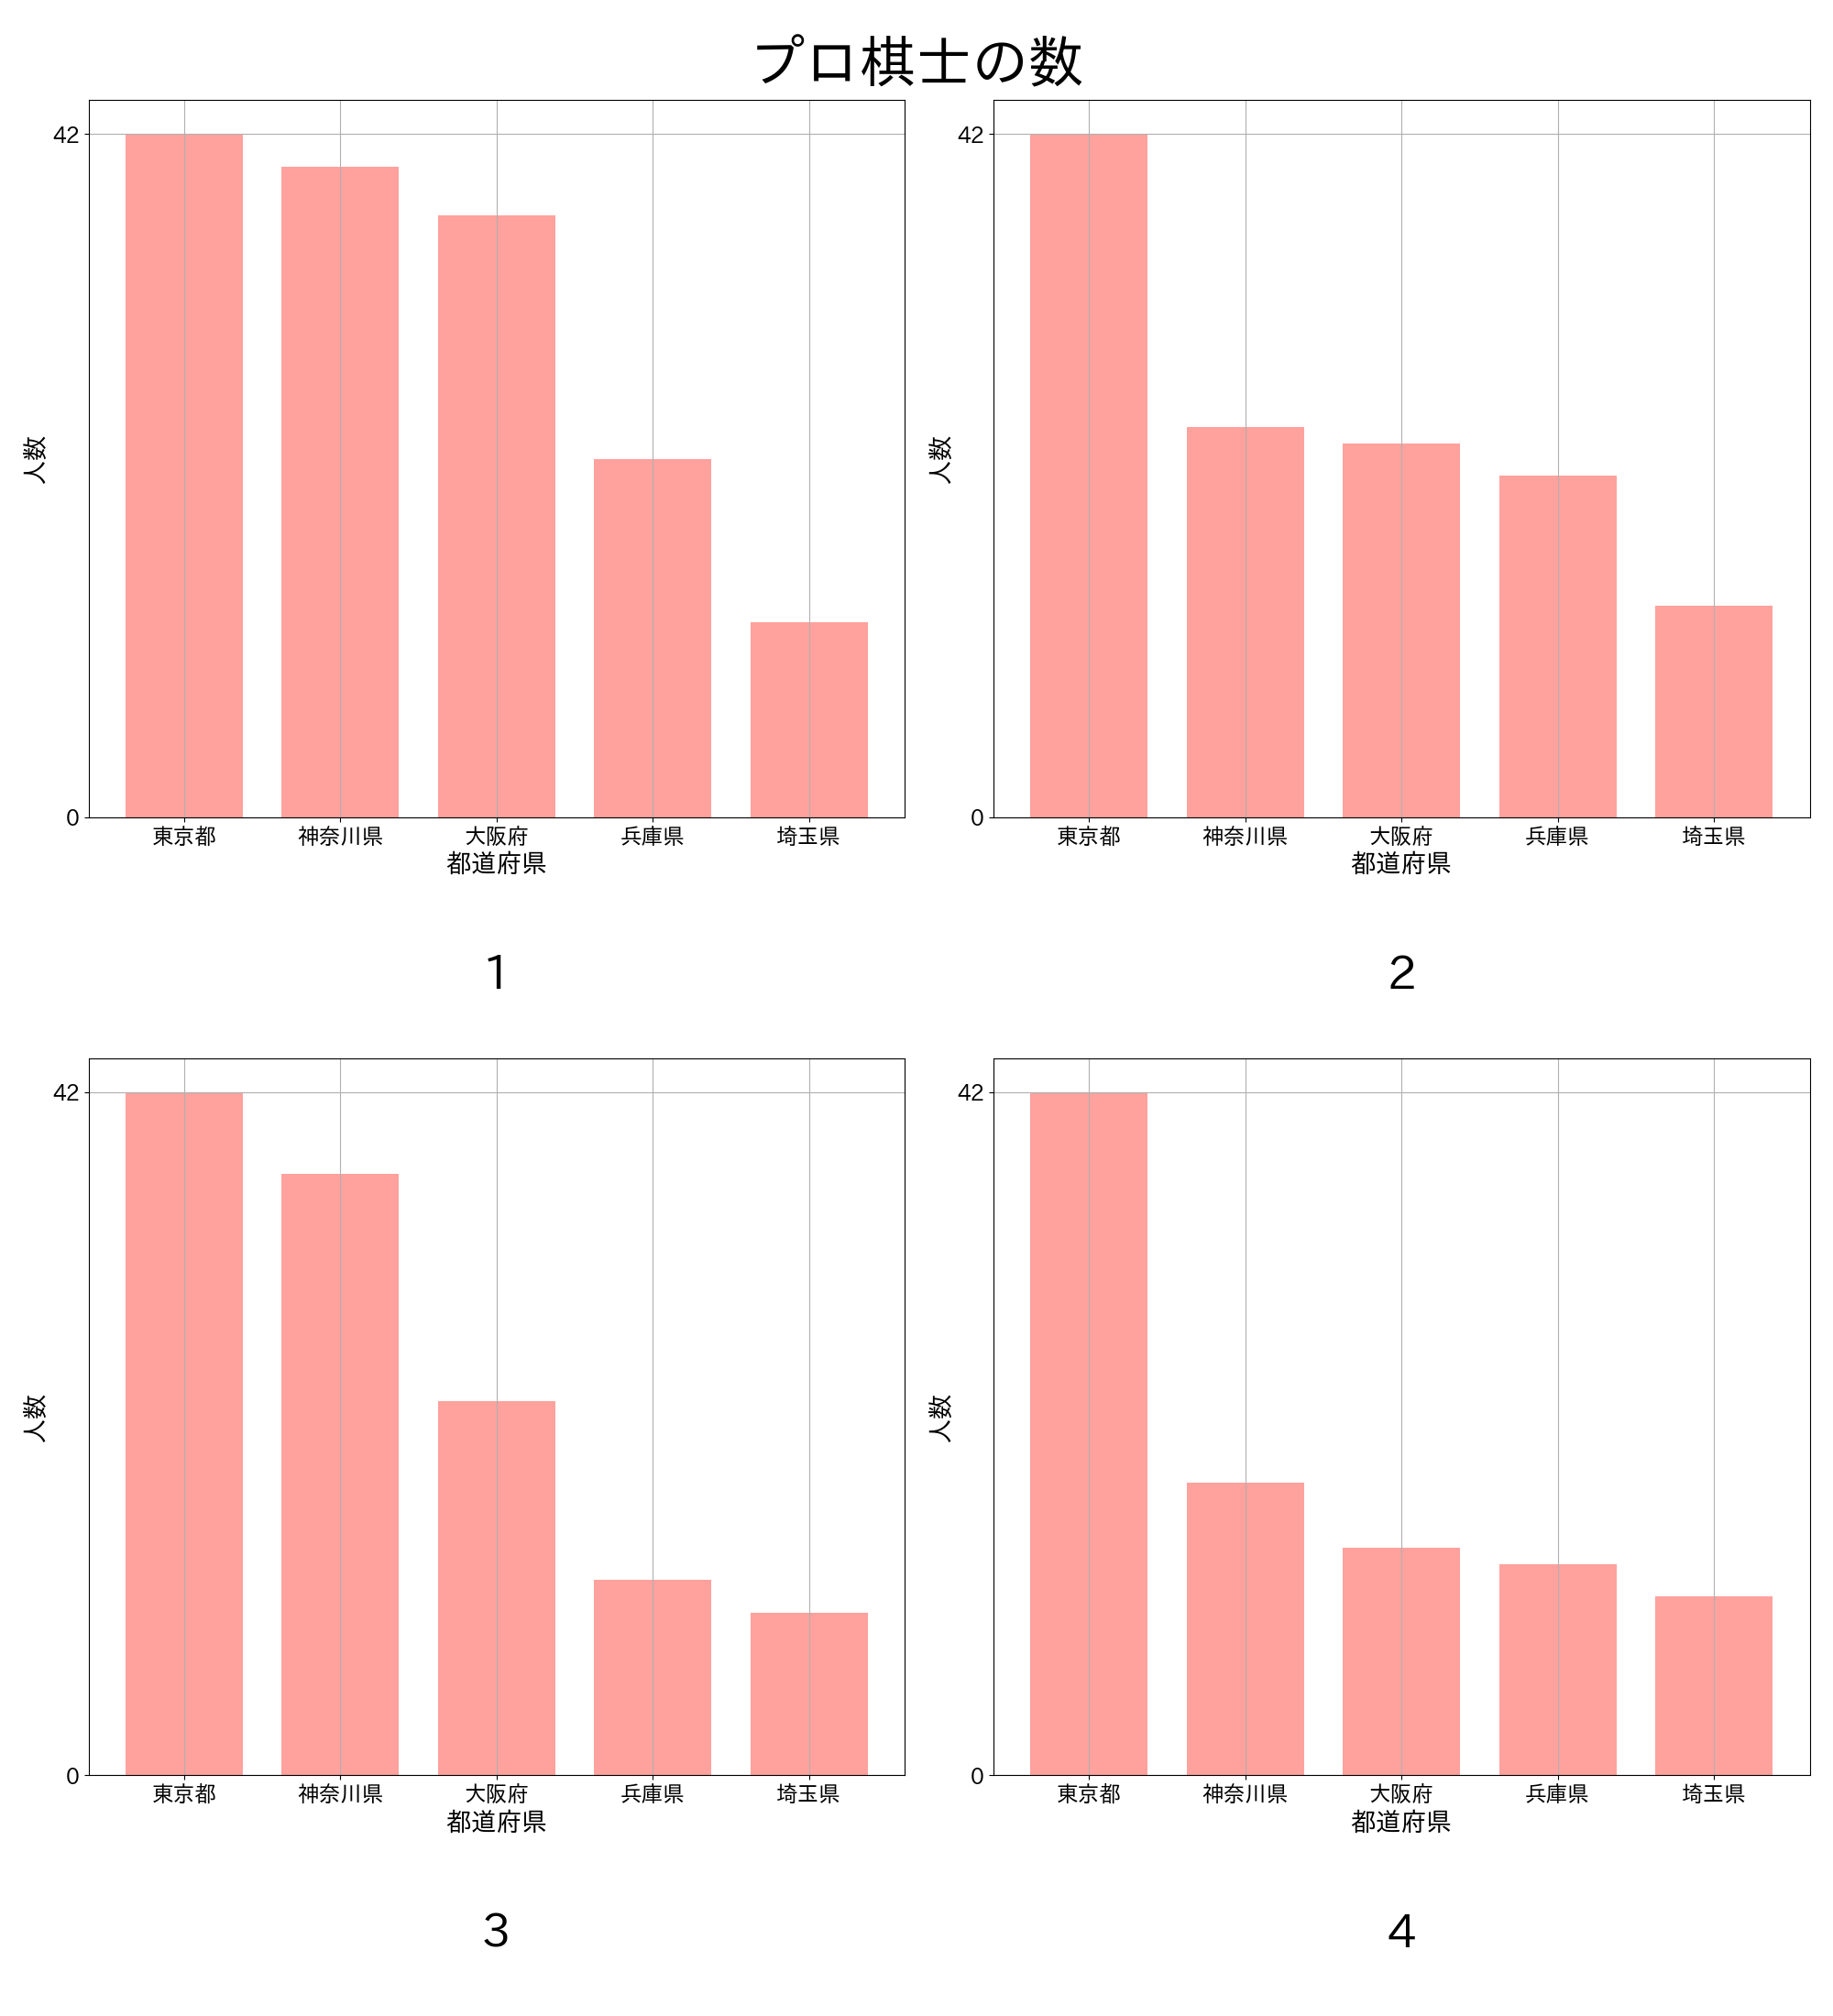 プロ棋士の数
42
0
人数
東京都 神奈川県 大阪府 兵庫県 埼玉県
都道府県
1
42
0
人数
東京都 神奈川県 大阪府 兵庫県 埼玉県
都道府県
2
42
0
人数
東京都 神奈川県 大阪府 兵庫県 埼玉県
都道府県
3
42
0
人数
東京都 神奈川県 大阪府 兵庫県 埼玉県
都道府県
4